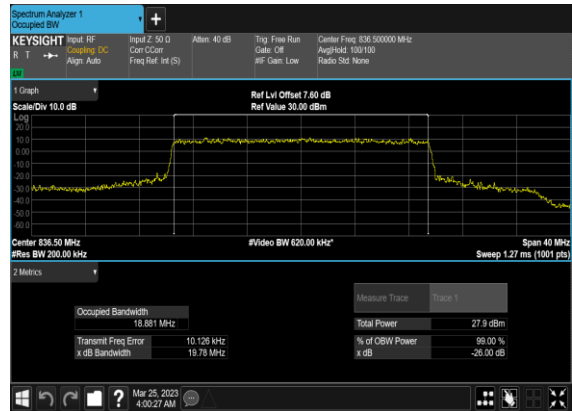 Spectrum Analyzer 1
Occupied BW
+
KEYSIGHT Input: RF Input Z: 50 Ω Atten: 40 dB Trig: Free Run Center Freq: 836.500000 MHz
R T Coupling: DC Corr CCorr Gate: Off Avg|Hold: 100/100
Align: Auto Freq Ref: Int (S) #IF Gain: Low Radio Std: None
LW
1 Graph
Ref Lvl Offset 7.60 dB
Scale/Div 10.0 dB Ref Value 30.00 dBm
Log
20.0
10.0
0.00
-10.0
-20.0
-30.0
-40.0
-50.0
-60.0
Center 836.50 MHz #Video BW 620.00 kHz* Span 40 MHz
#Res BW 200.00 kHz Sweep 1.27 ms (1001 pts)
2 Metrics
Measure Trace Trace 1
Occupied Bandwidth
18.881 MHz Total Power 27.9 dBm
Transmit Freq Error 10.126 kHz % of OBW Power 99.00 %
x dB Bandwidth 19.78 MHz x dB -26.00 dB
? Mar 25, 2023
4:00:27 AM